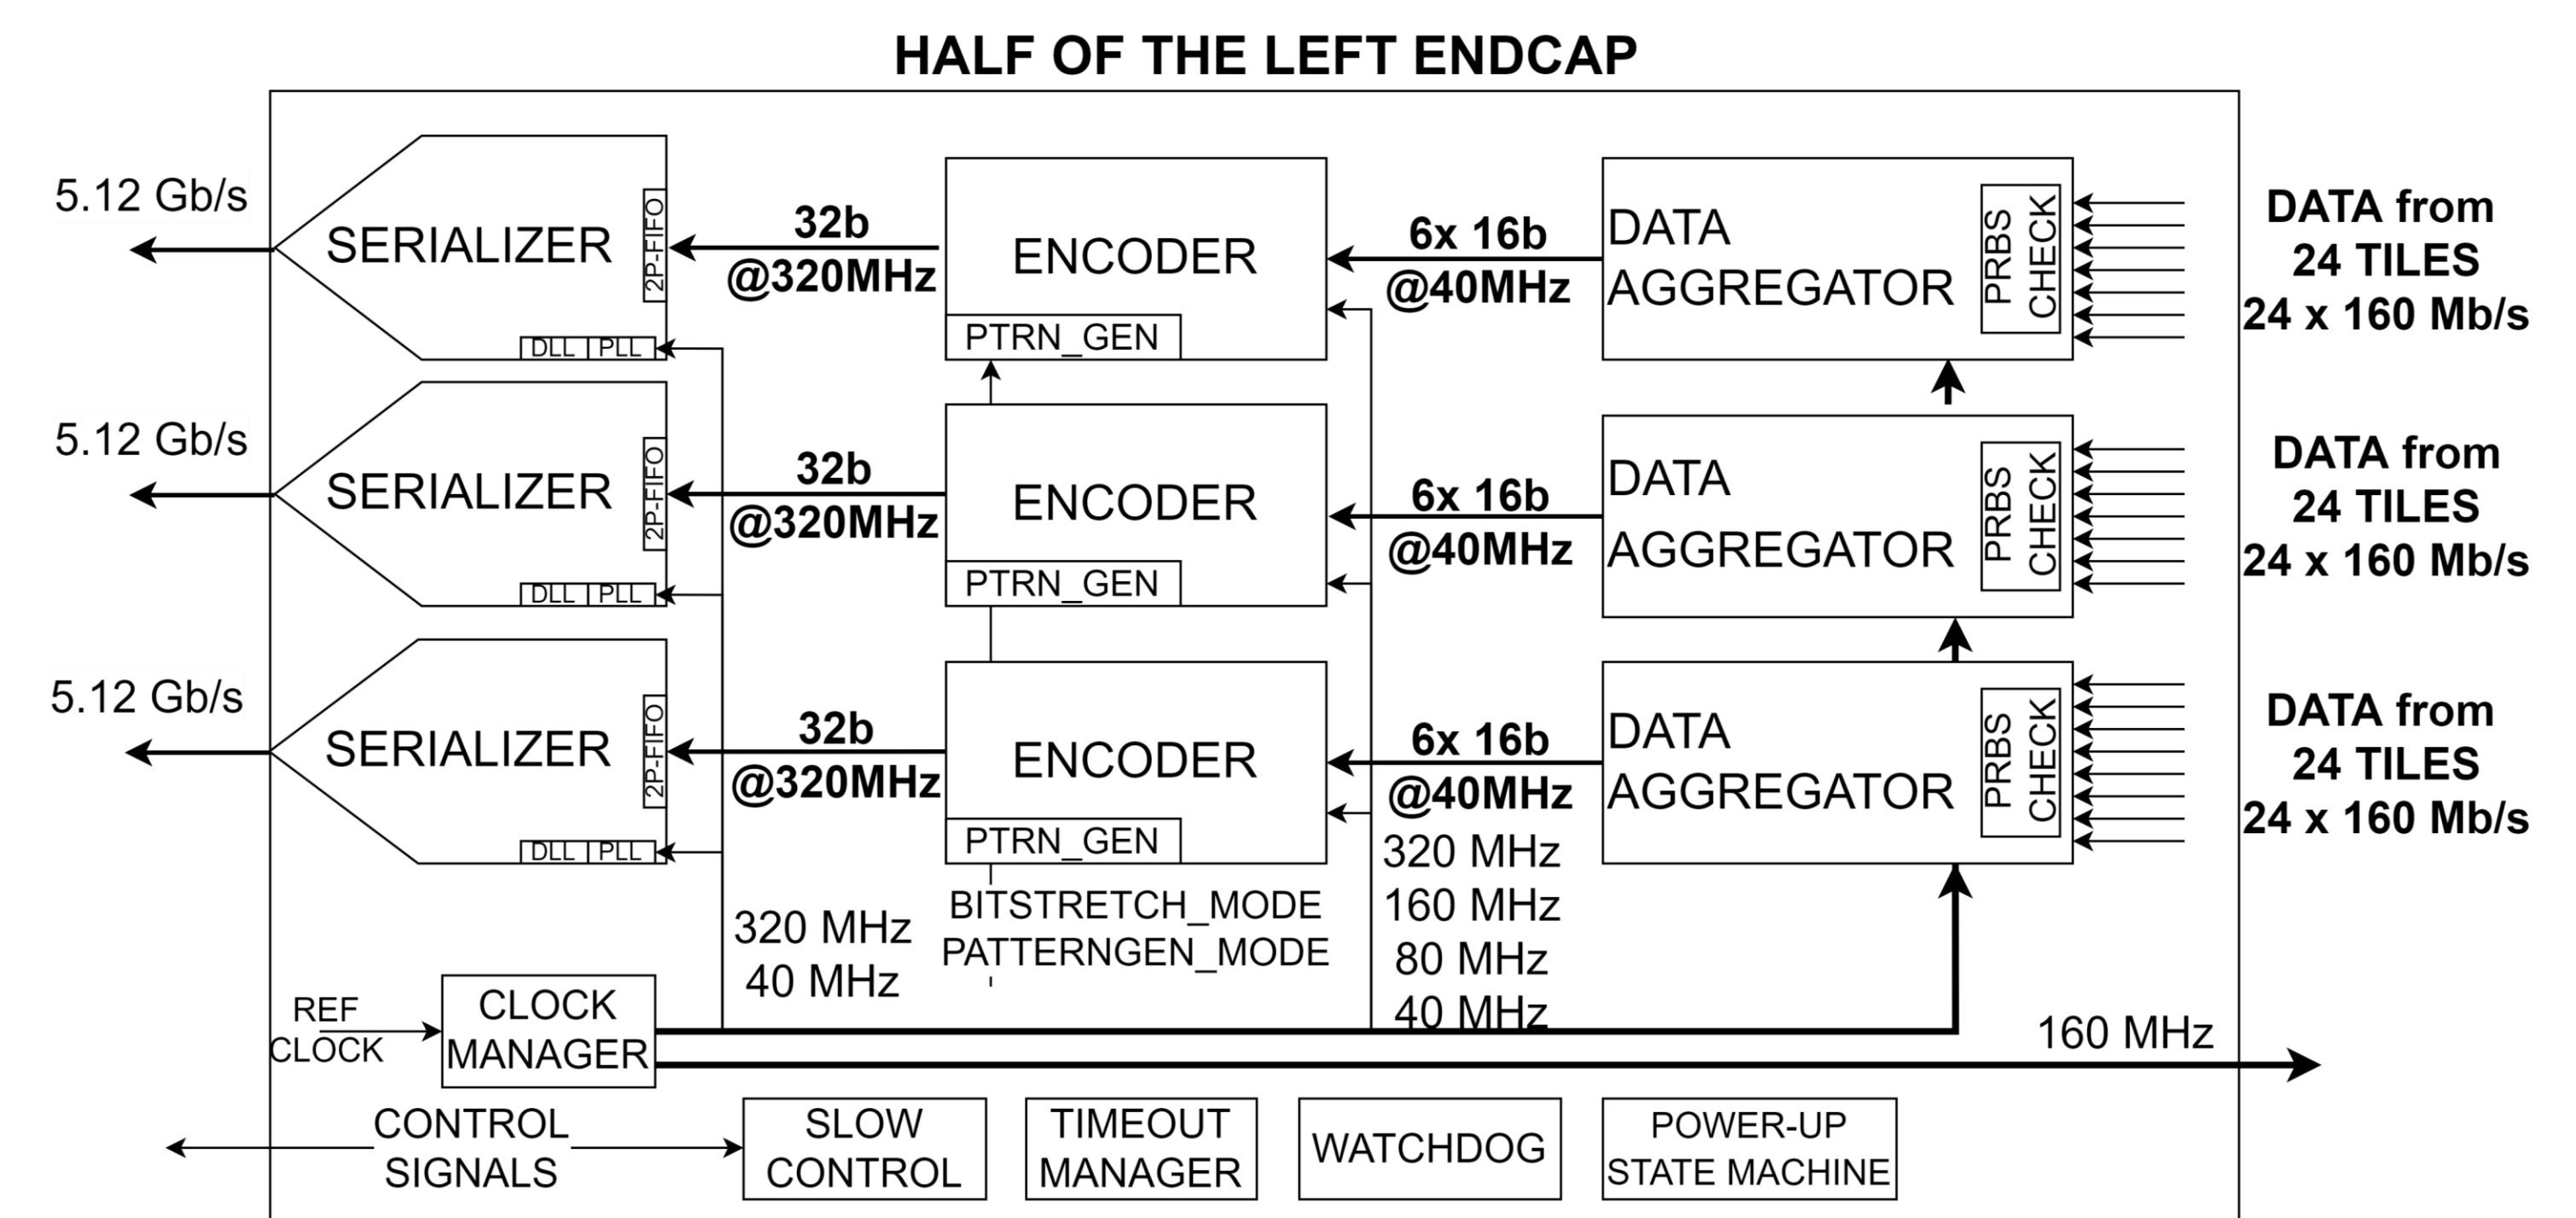 HALF OF THE LEFT ENDCAP
5.12 Gb/s
SERIALIZER
2P-FIFO
DLL
PLL
32b
@320MHz
ENCODER
PTRN_GEN
6x 16b
@40MHz
DATA
AGGREGATOR
PRBS
CHECK
DATA from
24 TILES
24 x 160 Mb/s
5.12 Gb/s
SERIALIZER
2P-FIFO
DLL
PLL
32b
@320MHz
ENCODER
PTRN_GEN
6x 16b
@40MHz
DATA
AGGREGATOR
PRBS
CHECK
DATA from
24 TILES
24 x 160 Mb/s
5.12 Gb/s
SERIALIZER
2P-FIFO
DLL
PLL
32b
@320MHz
ENCODER
PTRN_GEN
6x 16b
@40MHz
DATA
AGGREGATOR
PRBS
CHECK
DATA from
24 TILES
24 x 160 Mb/s
320 MHz
40 MHz
BITSTRETCH_MODE
PATTERNGEN_MODE
320 MHz
160 MHz
80 MHz
40 MHz
REF
CLOCK
CLOCK
MANAGER
160 MHz
CONTROL
SIGNALS
SLOW
CONTROL
TIMEOUT
MANAGER
WATCHDOG
POWER-UP
STATE MACHINE